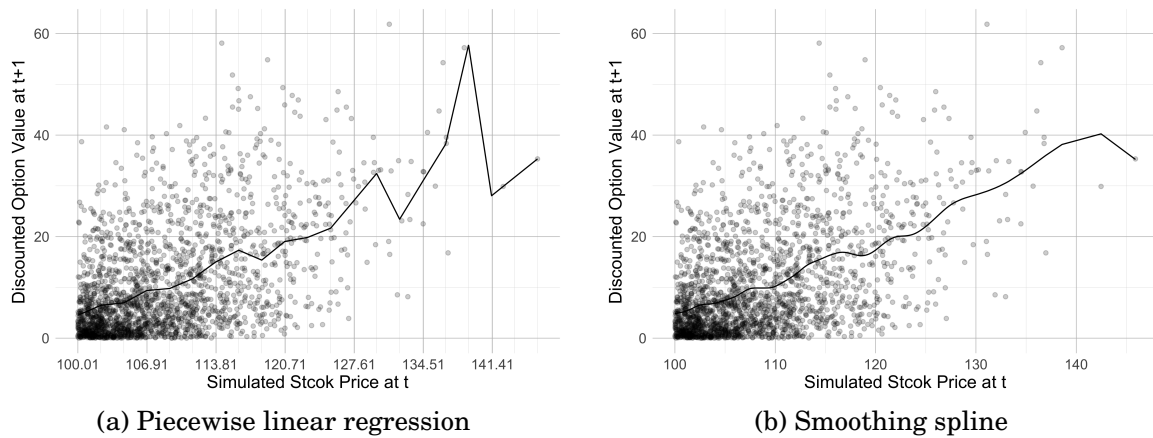 Discounted Option Value at t+1
60
40
20
0
100.01 106.91 113.81 120.71 127.61 134.51 141.41
Simulated Stcok Price at t
(a) Piecewise linear regression
Discounted Option Value at t+1
60
40
20
0
100 110 120 130 140
Simulated Stcok Price at t
(b) Smoothing spline